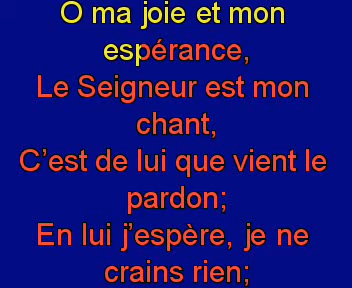 O ma joie et mon
espérance,
Le Seigneur est mon
chant,
C’est de lui que vient le
pardon;
En lui j’espère, je ne
crains rien;